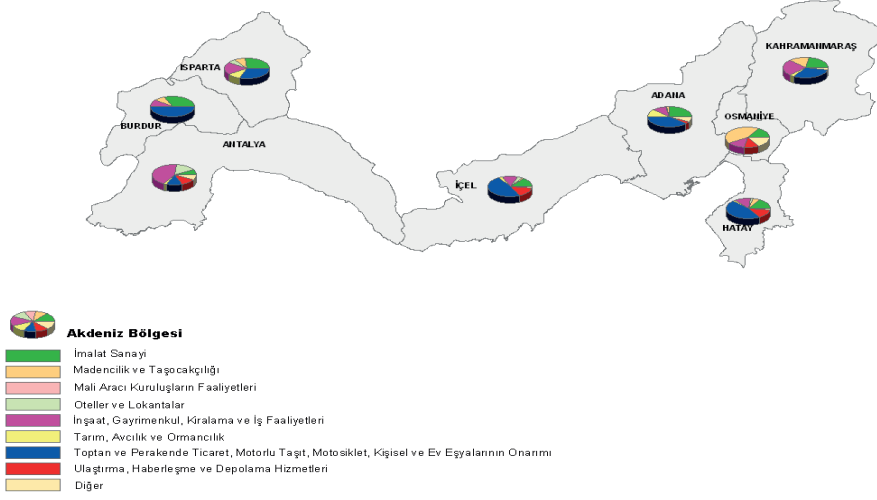 KAHRAMANMARAŞ
ISPARTA
ADANA
OSMANİYE
BURDUR
ANTALYA
İÇEL
HATAY
Akdeniz Bölgesi
İmalat Sanayi
Madencilik ve Taşocakçılığı
Mali Aracı Kuruluşların Faaliyetleri
Oteller ve Lokantalar
İnşaat, Gayrimenkul, Kiralama ve İş Faaliyetleri
Tarım, Avcılık ve Ormancılık
Toptan ve Perakende Ticaret, Motorlu Taşıt, Motosiklet, Kişisel ve Ev Eşyalarının Onarımı
Ulaştırma, Haberleşme ve Depolama Hizmetleri
Diğer